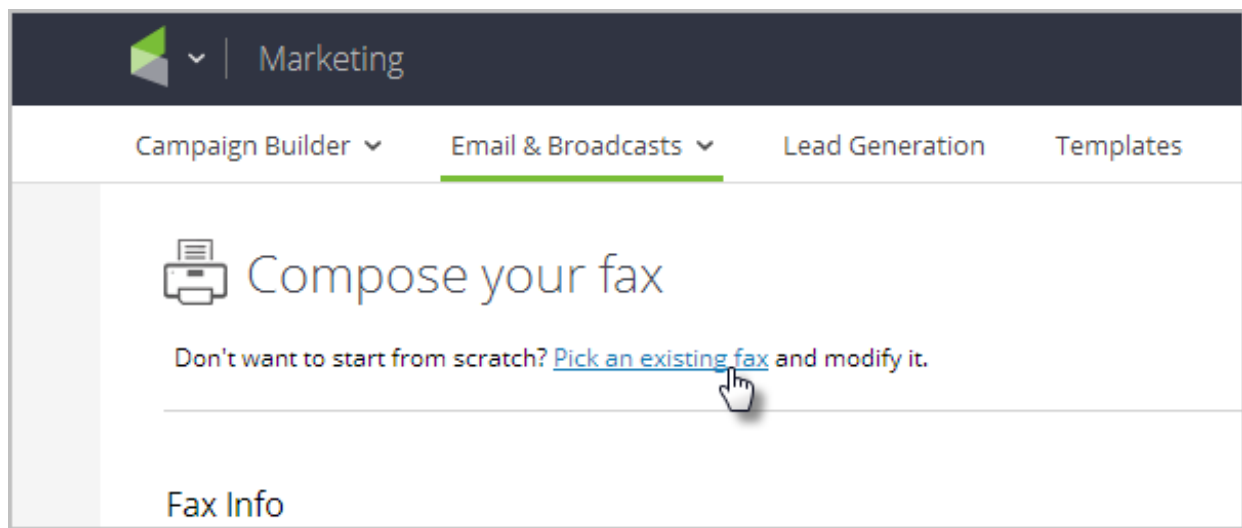 Marketing
Campaign Builder Email & Broadcasts Lead Generation Templates
Compose your fax
Don't want to start from scratch? Pick an existing fax and modify it.
Fax Info